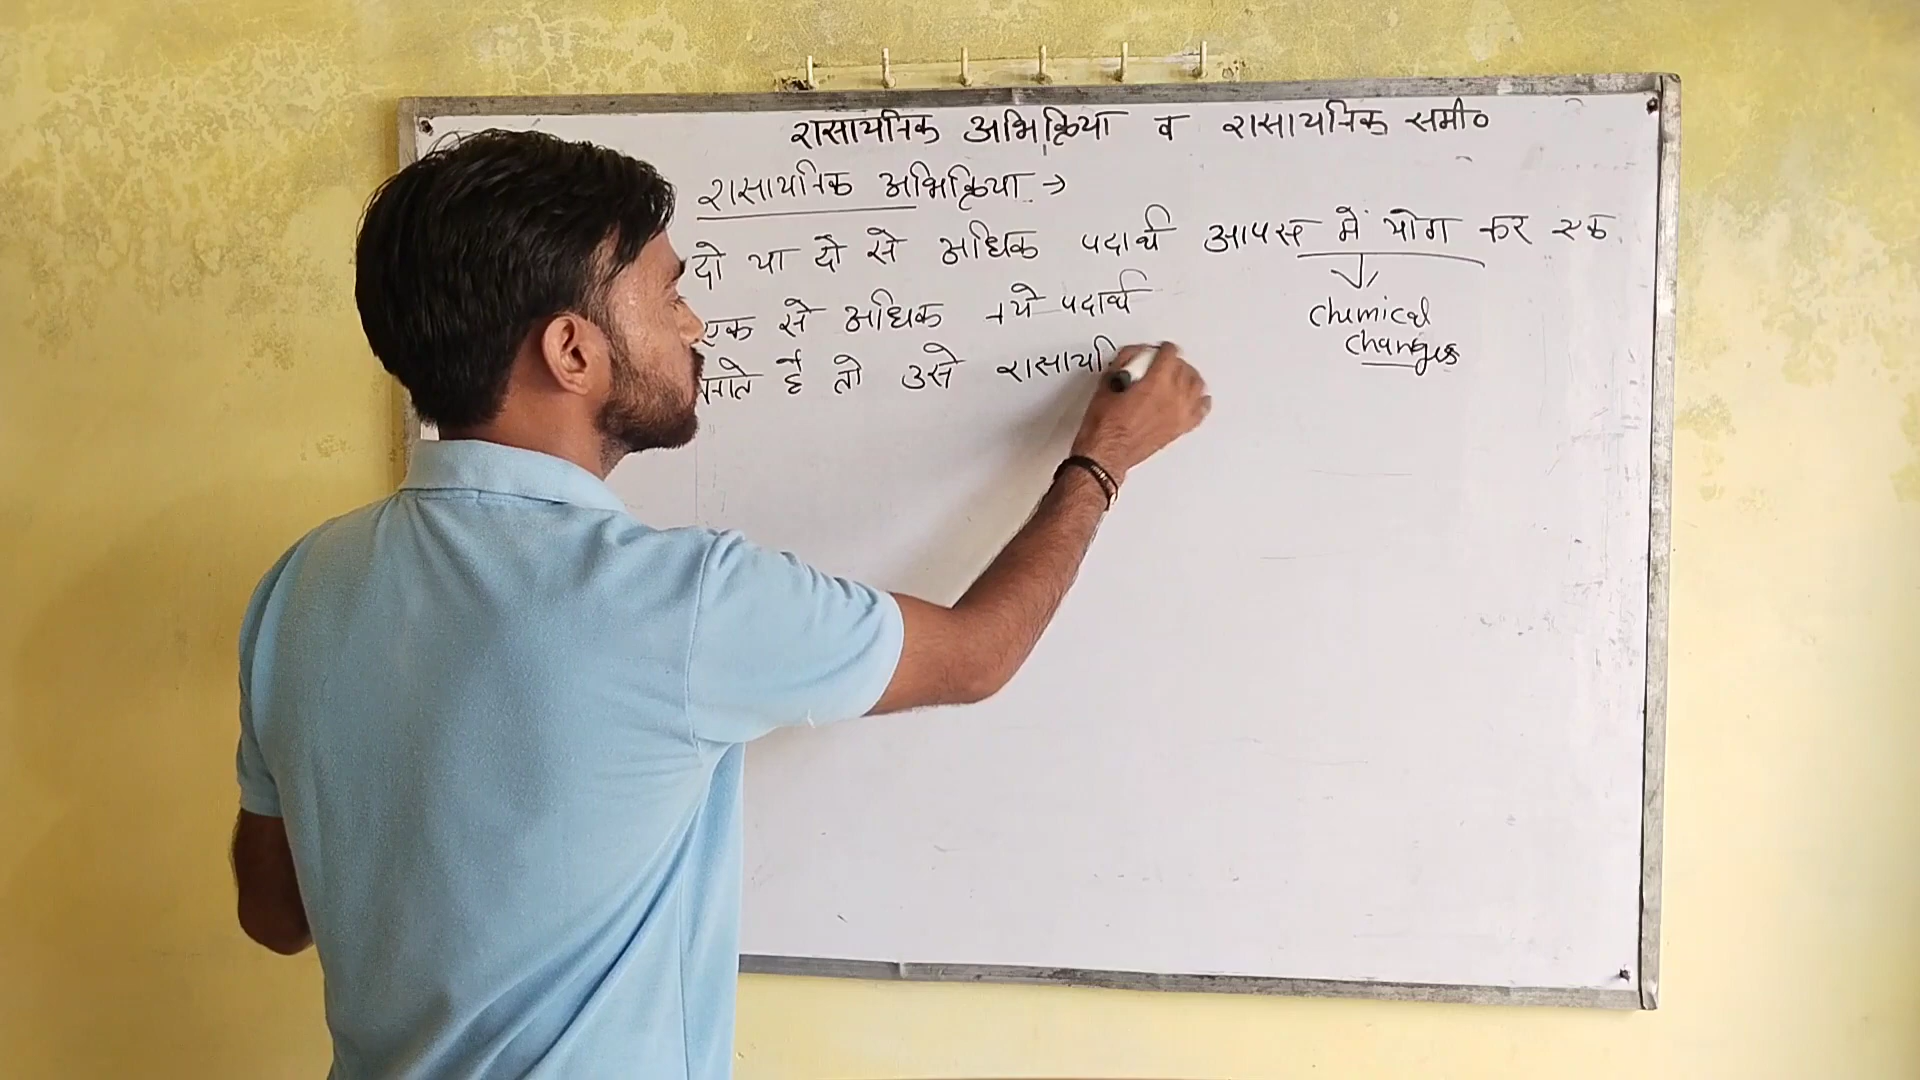 रासायनिक अभिक्रिया व रासायनिक समी०
रासायनिक अभिक्रिया →
दो या दो से अधिक पदार्थ आपस में योग कर एक
एक से अधिक नये पदार्थ
बनाते है तो उसे रासायनि
chemical
changes